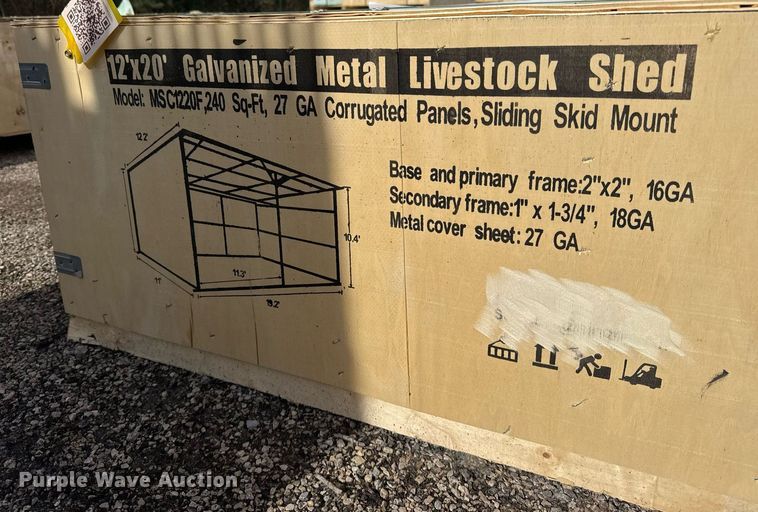 12'x20' Galvanized Metal Livestock Shed
Model: MSC1220F,240 Sq-Ft, 27 GA Corrugated Panels,Sliding Skid Mount
Base and primary frame:2"x2", 16GA
Secondary frame:1" x 1-3/4", 18GA
Metal cover sheet: 27 GA
12.2'
10.4'
11.3'
11'
19.2'
Purple Wave Auction